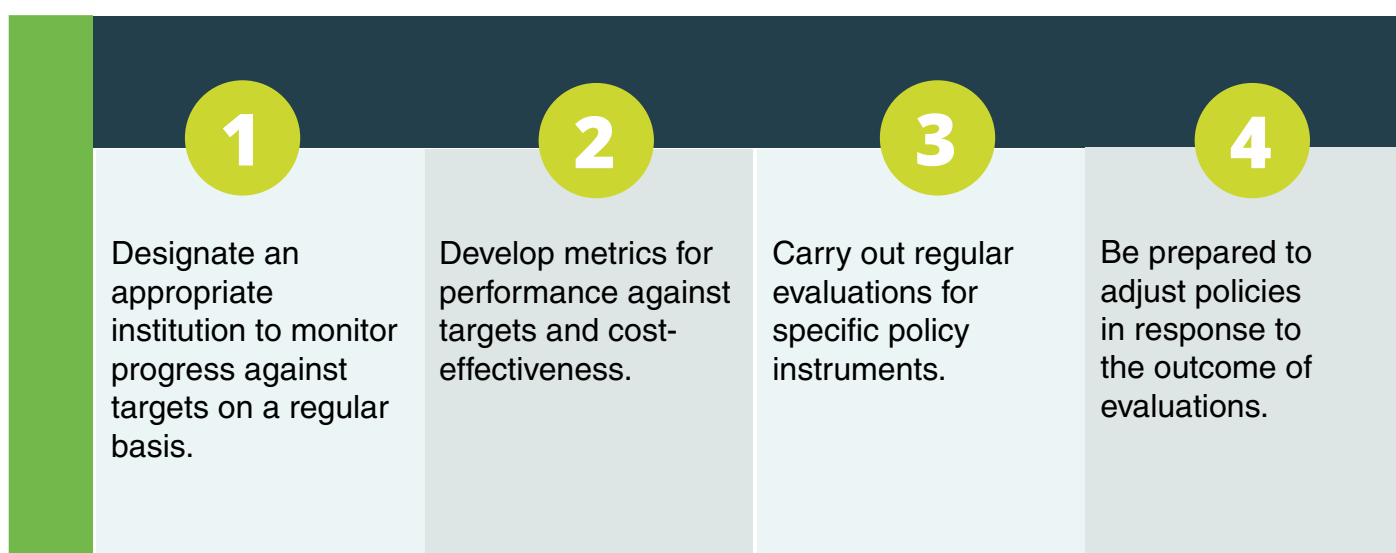 1
Designate an
appropriate
institution to monitor
progress against
targets on a regular
basis.
2
Develop metrics for
performance against
targets and cost-
effectiveness.
3
Carry out regular
evaluations for
specific policy
instruments.
4
Be prepared to
adjust policies
in response to
the outcome of
evaluations.